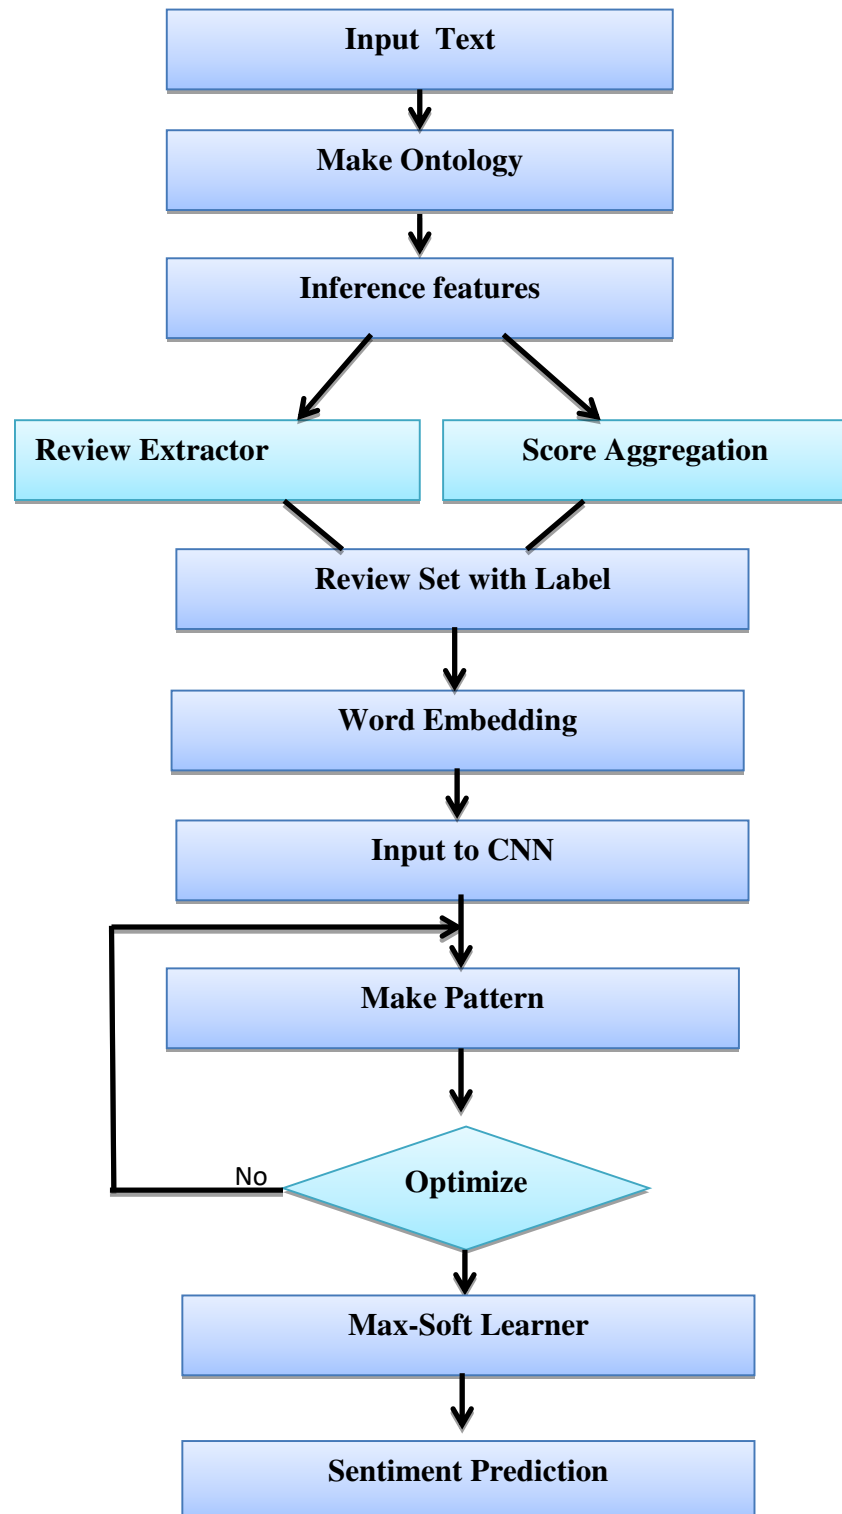 Input Text
Make Ontology
Inference features
Review Extractor
Score Aggregation
Review Set with Label
Word Embedding
Input to CNN
Make Pattern
No
Optimize
Max-Soft Learner
Sentiment Prediction